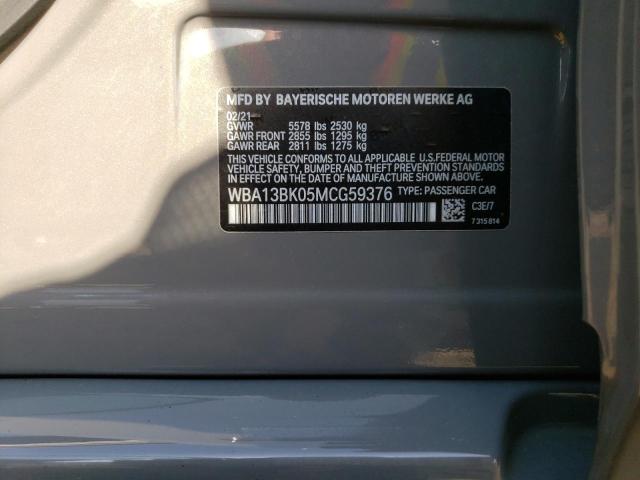 MFD BY BAYERISCHE MOTOREN WERKE AG
02/21
GVWR 5578 lbs 2530 kg
GAWR FRONT 2855 lbs 1295 kg
GAWR REAR 2811 lbs 1275 kg
THIS VEHICLE CONFORMS TO ALL APPLICABLE U.S.FEDERAL MOTOR
VEHICLE SAFETY, BUMPER AND THEFT PREVENTION STANDARDS
IN EFFECT ON THE DATE OF MANUFACTURE SHOWN ABOVE.
WBA13BK05MCG59376 TYPE: PASSENGER CAR
C3E/7
7315814